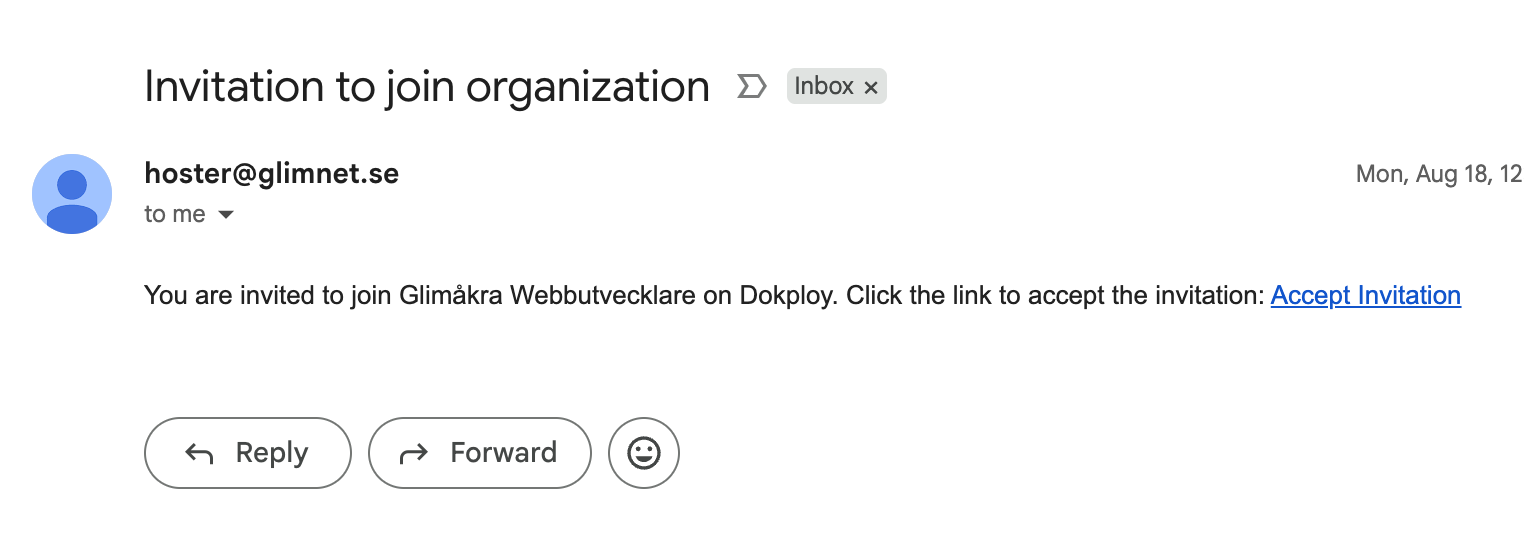 Invitation to join organization Inbox ×
hoster@glimnet.se Mon, Aug 18, 12
to me
You are invited to join Glimåkra Webbutvecklare on Dokploy. Click the link to accept the invitation: Accept Invitation
Reply Forward